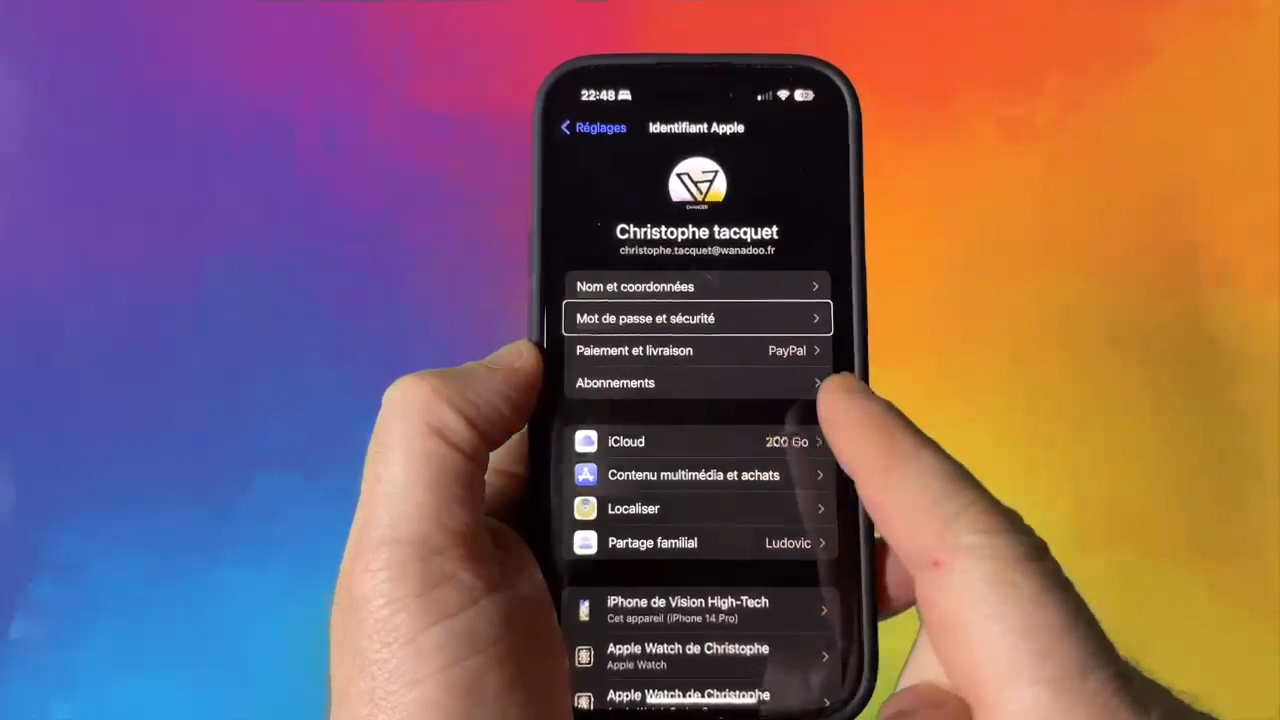 22:48
42
Réglages
Identifiant Apple
CHANGER
Christophe tacquet
christophe.tacquet@wanadoo.fr
Nom et coordonnées
Mot de passe et sécurité
Paiement et livraison PayPal
Abonnements
iCloud 200 Go
Contenu multimédia et achats
Localiser
Partage familial Ludovic
iPhone de Vision High-Tech
Cet appareil (iPhone 14 Pro)
Apple Watch de Christophe
Apple Watch
Apple Watch de Christophe